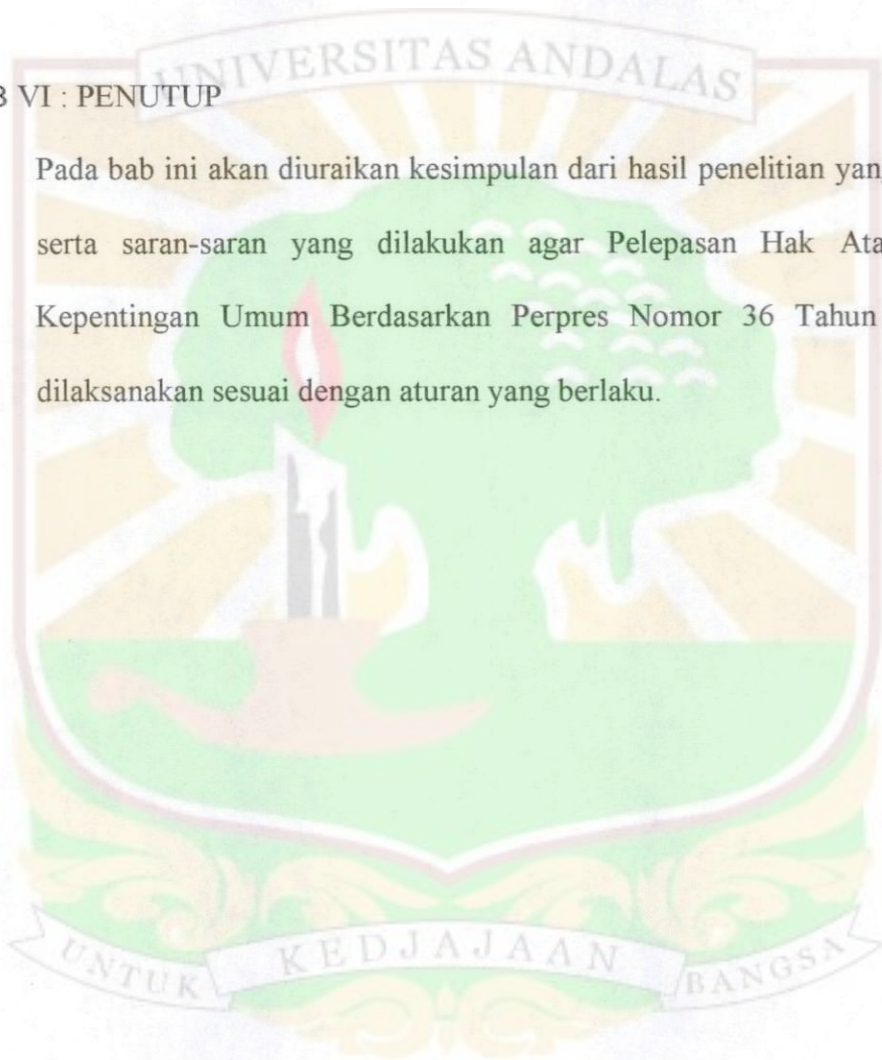 UNIVERSITAS ANDALAS
B VI : PENUTUP
Pada bab ini akan diuraikan kesimpulan dari hasil penelitian yan
serta saran-saran yang dilakukan agar Pelepasan Hak Ata
Kepentingan Umum Berdasarkan Perpres Nomor 36 Tahun
dilaksanakan sesuai dengan aturan yang berlaku.
UNTUK KEDJAJAAN BANGSA